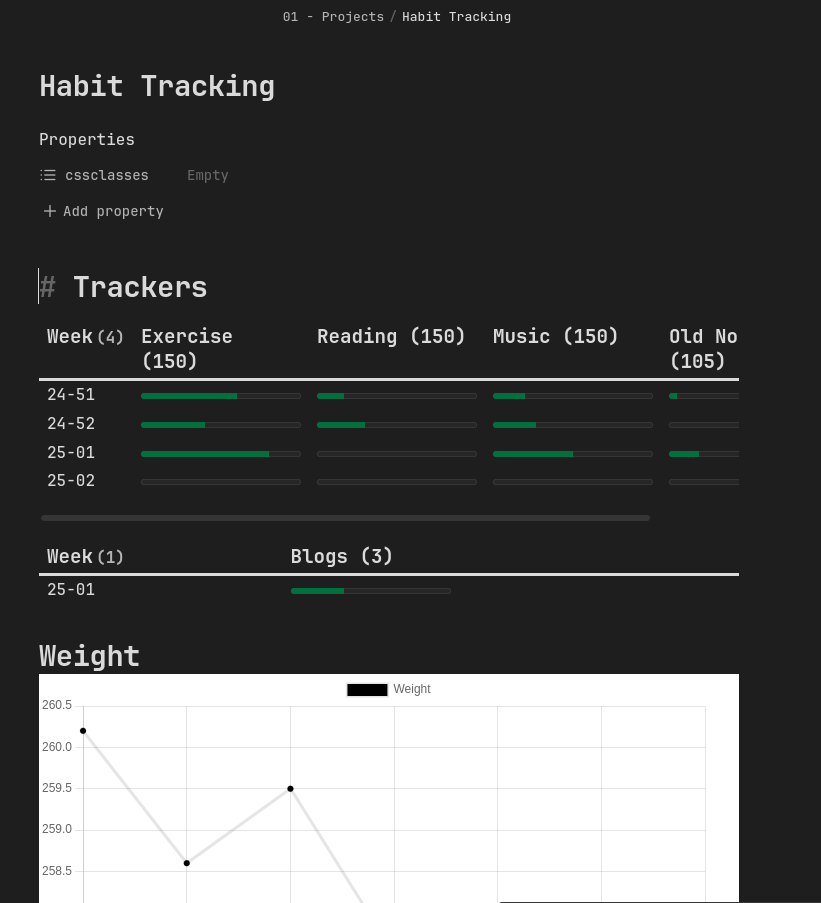 01 - Projects / Habit Tracking
Habit Tracking
Properties
cssclasses Empty
+ Add property
# Trackers
Week (4) Exercise (150) Reading (150) Music (150) Old No (105)
24-51
24-52
25-01
25-02
Week (1) Blogs (3)
25-01
Weight
Weight
260.5
260.0
259.5
259.0
258.5